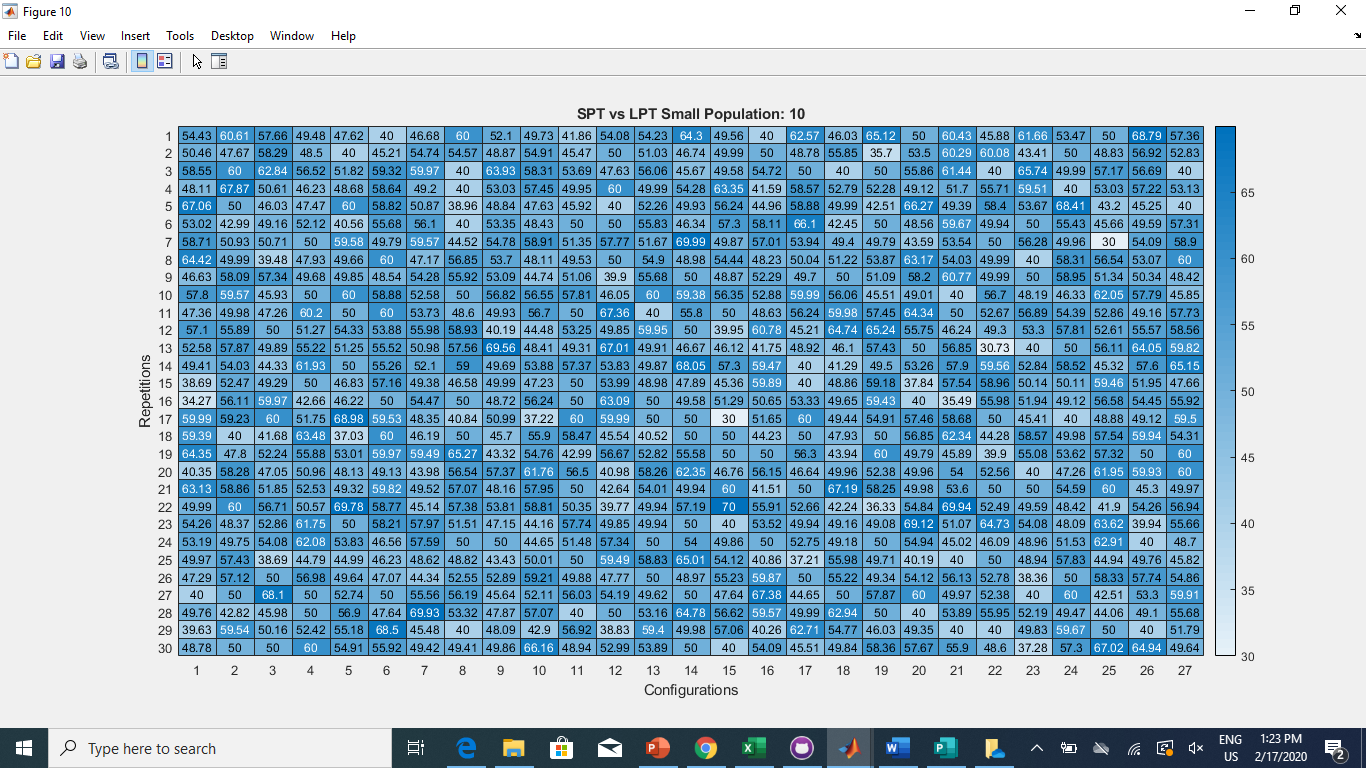 Figure 10
File Edit View Insert Tools Desktop Window Help
SPT vs LPT Small Population: 10
1 54.43 60.61 57.66 49.48 47.62 40 46.68 60 52.1 49.73 41.86 54.08 54.23 64.3 49.56 40 62.57 46.03 65.12 50 60.43 45.88 61.66 53.47 50 68.79 57.36
2 50.46 47.67 58.29 48.5 40 45.21 54.74 54.57 48.87 54.91 45.47 50 51.03 46.74 49.99 50 48.78 55.85 35.7 53.5 60.29 60.08 43.41 50 48.83 56.92 52.83
3 58.55 60 62.84 56.52 51.82 59.32 59.97 40 63.93 58.31 53.69 47.63 56.06 45.67 49.58 54.72 50 40 50 55.86 61.44 40 65.74 49.99 57.17 56.69 40
4 48.11 67.87 50.61 46.23 48.68 58.64 49.2 40 53.03 57.45 49.95 60 49.99 54.28 63.35 41.59 58.57 52.79 52.28 49.12 51.7 55.71 59.51 40 53.03 57.22 53.13
5 67.06 50 46.03 47.47 60 58.82 50.87 38.96 48.84 47.63 45.92 40 52.26 49.93 56.24 44.96 58.88 49.99 42.51 66.27 49.39 58.4 53.67 68.41 43.2 45.25 40
6 53.02 42.99 49.16 52.12 40.56 55.68 56.1 40 53.35 48.43 50 50 55.83 46.34 57.3 58.11 66.1 42.45 50 48.56 59.67 49.94 50 55.43 45.66 49.59 57.31
7 58.71 50.93 50.71 50 59.58 49.79 59.57 44.52 54.78 58.91 51.35 57.77 51.67 69.99 49.87 57.01 53.94 49.4 49.79 43.59 53.54 50 56.28 49.96 30 54.09 58.9
8 64.42 49.99 39.48 47.93 49.66 60 47.17 56.85 53.7 48.11 49.53 50 54.9 48.98 54.44 48.23 50.04 51.22 53.87 63.17 54.03 49.99 40 58.31 56.54 53.07 60
9 46.63 58.09 57.34 49.68 49.85 48.54 54.28 55.92 53.09 44.74 51.06 39.9 55.68 50 48.87 52.29 49.7 50 51.09 58.2 60.77 49.99 50 58.95 51.34 50.34 48.42
10 57.8 59.57 45.93 50 60 58.88 52.58 50 56.82 56.55 57.81 46.05 60 59.38 56.35 52.88 59.99 56.06 45.51 49.01 40 56.7 48.19 46.33 62.05 57.79 45.85
11 47.36 49.98 47.26 60.2 50 60 53.73 48.6 49.93 56.7 50 67.36 40 55.8 50 48.63 56.24 59.98 57.45 64.34 50 52.67 56.89 54.39 52.86 49.16 57.73
12 57.1 55.89 50 51.27 54.33 53.88 55.98 58.93 40.19 44.48 53.25 49.85 59.95 50 39.95 60.78 45.21 64.74 65.24 55.75 46.24 49.3 53.3 57.81 52.61 55.57 58.56
13 52.58 57.87 49.89 55.22 51.25 55.52 50.98 57.56 69.56 48.41 49.31 67.01 49.91 46.67 46.12 41.75 48.92 46.1 57.43 50 56.85 30.73 40 50 56.11 64.05 59.82
14 49.41 54.03 44.33 61.93 50 55.26 52.1 59 49.69 53.88 57.37 53.83 49.87 68.05 57.3 59.47 40 41.29 49.5 53.26 57.9 59.56 52.84 58.52 45.32 57.6 65.15
15 38.69 52.47 49.29 50 46.83 57.16 49.38 46.58 49.99 47.23 50 53.99 48.98 47.89 45.36 59.89 40 48.86 59.18 37.84 57.54 58.96 50.14 50.11 59.46 51.95 47.66
16 34.27 56.11 59.97 42.66 46.22 50 54.47 50 48.72 56.24 50 63.09 50 49.58 51.29 50.65 53.33 49.65 59.43 40 35.49 55.98 51.94 49.12 56.58 54.45 55.92
17 59.99 59.23 60 51.75 68.98 59.53 48.35 40.84 50.99 37.22 60 59.99 50 50 30 51.65 60 49.44 54.91 57.46 58.68 50 45.41 40 48.88 49.12 59.5
18 59.39 40 41.68 63.48 37.03 60 46.19 50 45.7 55.9 58.47 45.54 40.52 50 50 44.23 50 47.93 50 56.85 62.34 44.28 58.57 49.98 57.54 59.94 54.31
19 64.35 47.8 52.24 55.88 53.01 59.97 59.49 65.27 43.32 54.76 42.99 56.67 52.82 55.58 50 50 56.3 43.94 60 49.79 45.89 39.9 55.08 53.62 57.32 50 60
20 40.35 58.28 47.05 50.96 48.13 49.13 43.98 56.54 57.37 61.76 56.5 40.98 58.26 62.35 46.76 56.15 46.64 49.96 52.38 49.96 54 52.56 40 47.26 61.95 59.93 60
21 63.13 58.86 51.85 52.53 49.32 59.82 49.52 57.07 48.16 57.95 50 42.64 54.01 49.94 60 41.51 50 67.19 58.25 49.98 53.6 50 50 54.59 60 45.3 49.97
22 49.99 60 56.71 50.57 69.78 58.77 45.14 57.38 53.81 58.81 50.35 39.77 49.94 57.19 70 55.91 52.66 42.24 36.33 54.84 69.94 52.49 49.59 48.42 41.9 54.26 56.94
23 54.26 48.37 52.86 61.75 50 58.21 57.97 51.51 47.15 44.16 57.74 49.85 49.94 50 40 53.52 49.94 49.16 49.08 69.12 51.07 64.73 54.08 48.09 63.62 39.94 55.66
24 53.19 49.75 54.08 62.08 53.83 46.56 57.59 50 50 44.65 51.48 57.34 50 54 49.86 50 52.75 49.18 50 54.94 45.02 46.09 48.96 51.53 62.91 40 48.7
25 49.97 57.43 38.69 44.79 44.99 46.23 48.62 48.82 43.43 50.01 50 59.49 58.83 65.01 54.12 40.86 37.21 55.98 49.71 40.19 40 50 48.94 57.83 44.94 49.76 45.82
26 47.29 57.12 50 56.98 49.64 47.07 44.34 52.55 52.89 59.21 49.88 47.77 50 48.97 55.23 59.87 50 55.22 49.34 54.12 56.13 52.78 38.36 50 58.33 57.74 54.86
27 40 50 68.1 50 52.74 50 55.56 56.19 45.64 52.11 56.03 54.19 49.62 50 47.64 67.38 44.65 50 57.87 60 49.97 52.38 40 60 42.51 53.3 59.91
28 49.76 42.82 45.98 50 56.9 47.64 69.93 53.32 47.87 57.07 40 50 53.16 64.78 56.62 59.57 49.99 62.94 50 40 53.89 55.95 52.19 49.47 44.06 49.1 55.68
29 39.63 59.54 50.16 52.42 55.18 68.5 45.48 40 48.09 42.9 56.92 38.83 59.4 49.98 57.06 40.26 62.71 54.77 46.03 49.35 40 40 49.83 59.67 50 40 51.79
30 48.78 50 50 60 54.91 55.92 49.42 49.41 49.86 66.16 48.94 52.99 53.89 50 40 54.09 45.51 49.84 58.36 57.67 55.9 48.6 37.28 57.3 67.02 64.94 49.64
1 2 3 4 5 6 7 8 9 10 11 12 13 14 15 16 17 18 19 20 21 22 23 24 25 26 27
Configurations
Repetitions
65
60
55
50
45
40
35
30
Type here to search
ENG
US
1:23 PM
2/17/2020
2